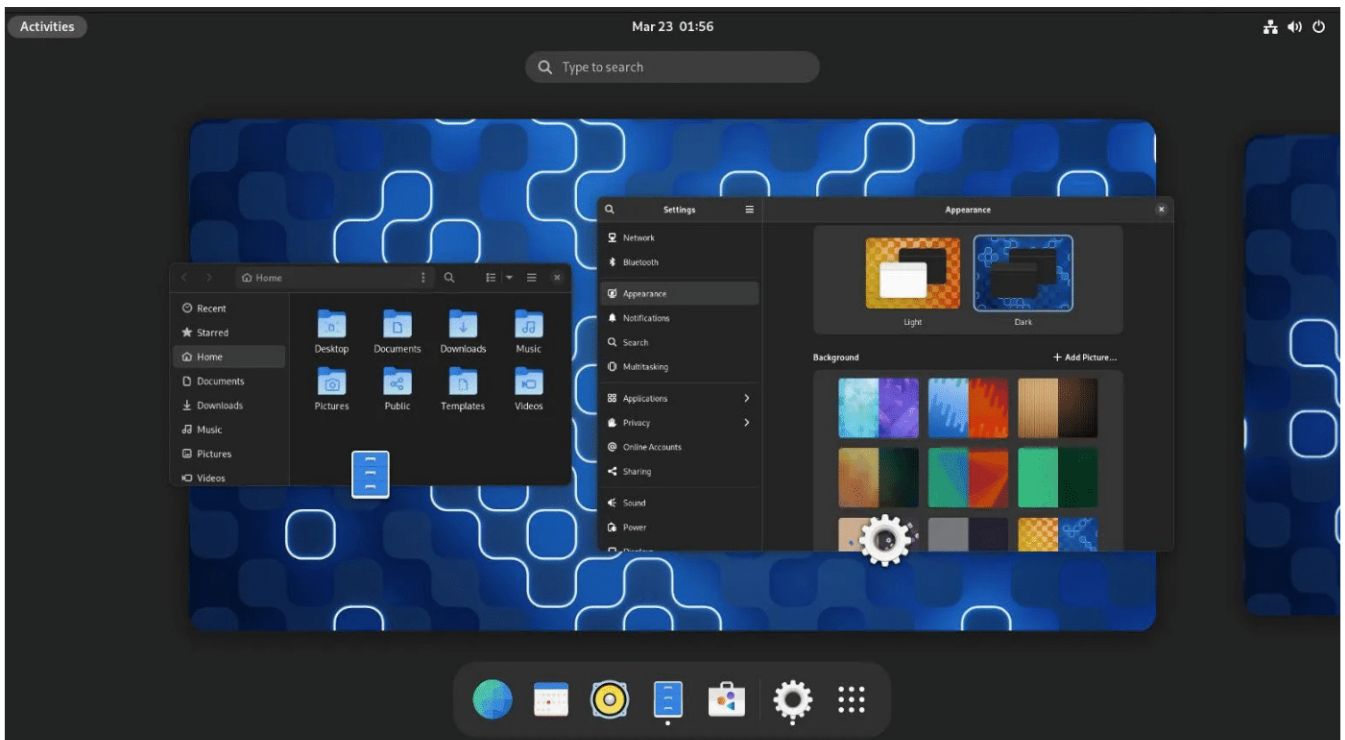 Activities
Mar 23 01:56
Type to search
Home
Recent
Starred
Home
Documents
Downloads
Music
Pictures
Videos
Desktop
Documents
Downloads
Music
Pictures
Public
Templates
Videos
Settings
Network
Bluetooth
Appearance
Notifications
Search
Multitasking
Applications
Privacy
Online Accounts
Sharing
Sound
Power
Displays
Appearance
Light
Dark
Background
+ Add Picture...